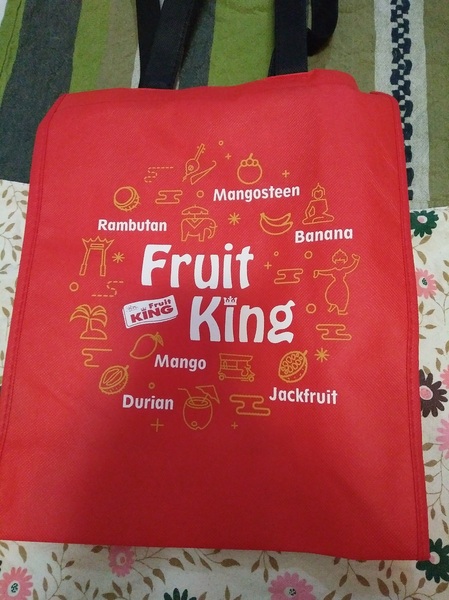 Mangosteen
Rambutan
Banana
Fruit
King
Fruit
KING
Mango
Durian
Jackfruit